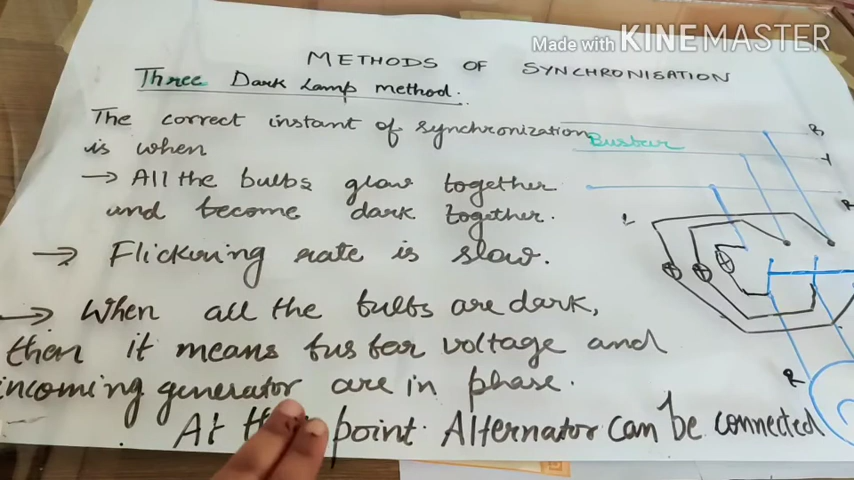 Made with KINEMASTER
METHODS OF SYNCHRONISATION
Three Dark Lamp method.
The correct instant of synchronization
is when
→ All the bulbs glow together
and become dark together.
→ Flickering rate is slow.
→ When all the bulbs are dark,
then it means busbar voltage and
incoming generator are in phase.
At point. Alternator can be connected
Busbar
B
Y
R
L
R